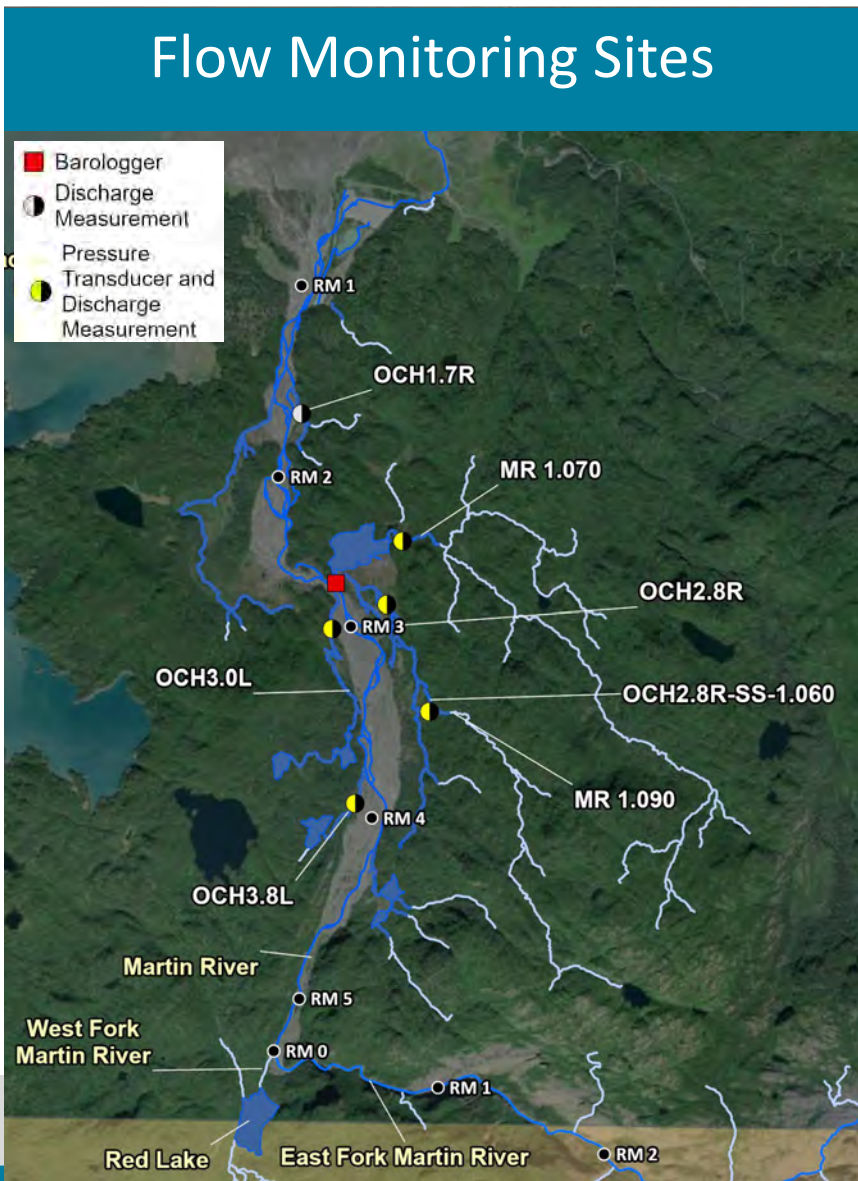 Flow Monitoring Sites
Barologger
Discharge
Measurement
Pressure
Transducer and
Discharge
Measurement
RM 1
OCH1.7R
RM 2
MR 1.070
OCH2.8R
RM 3
OCH3.0L
OCH2.8R-SS-1.060
MR 1.090
RM 4
OCH3.8L
Martin River
RM 5
West Fork
Martin River
RM 0
RM 1
Red Lake
East Fork Martin River
RM 2